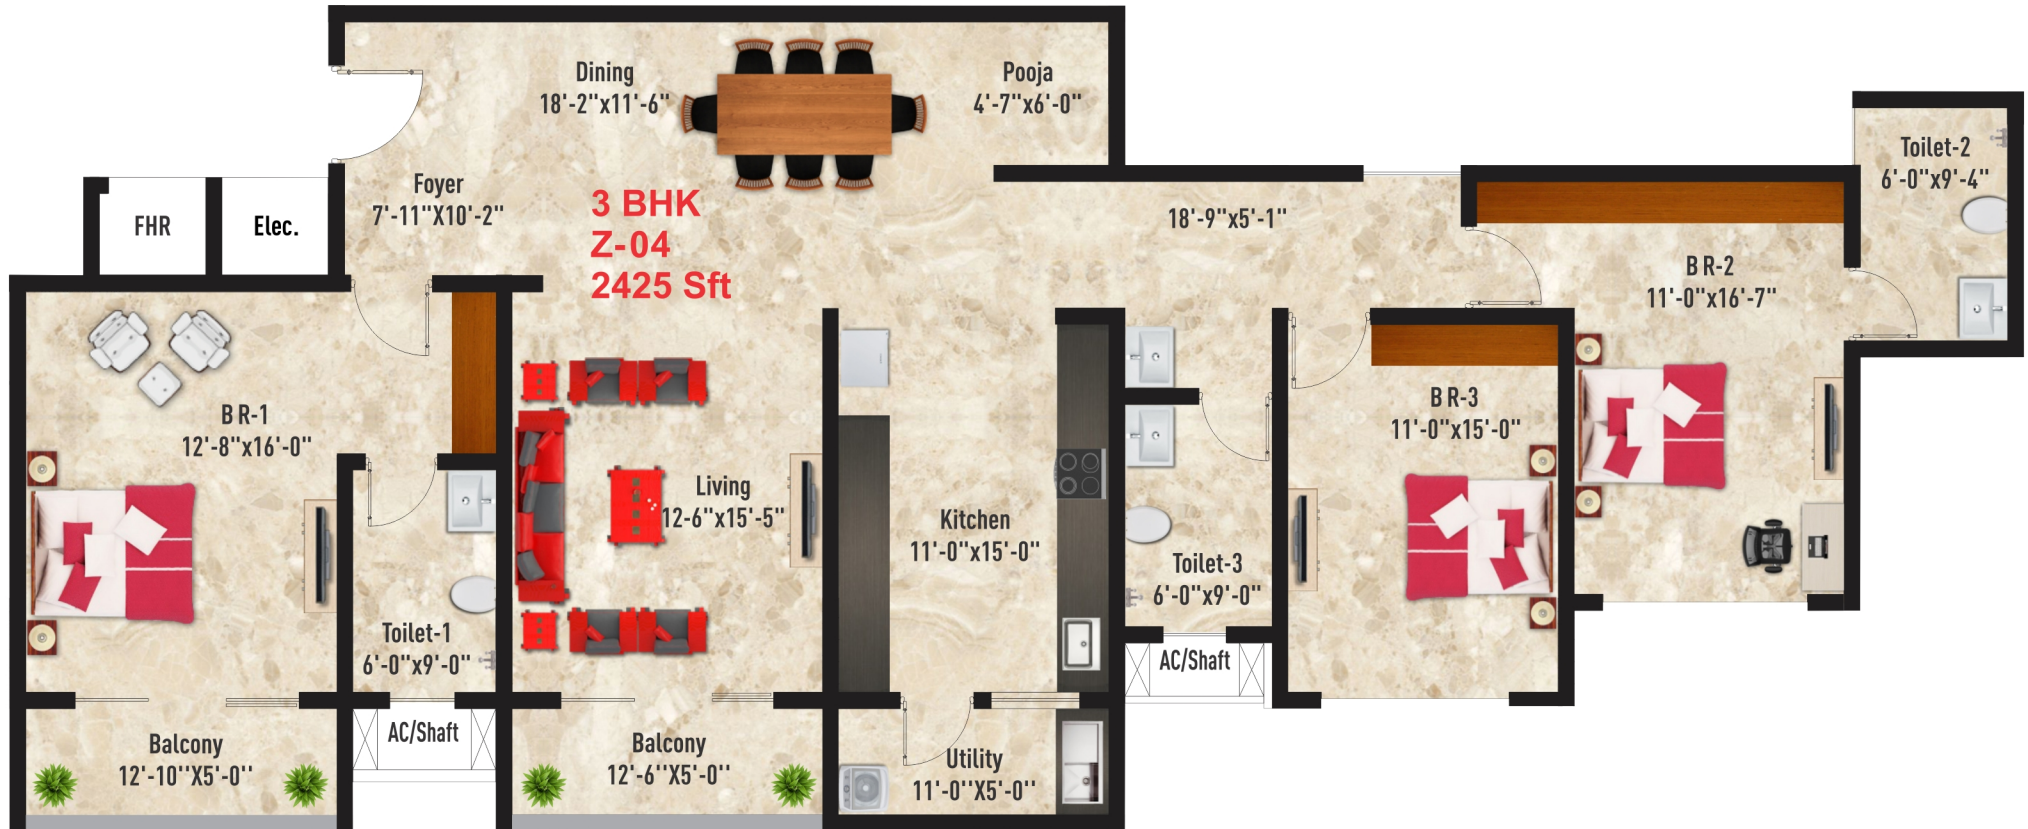 Dining
18'-2"x11'-6"
Pooja
4'-7"x6'-0"
Toilet-2
6'-0"x9'-4"
Foyer
7'-11"X10'-2"
3 BHK
Z-04
2425 Sft
18'-9"x5'-1"
FHR
Elec.
BR-2
11'-0"x16'-7"
BR-1
12'-8"x16'-0"
BR-3
11'-0"x15'-0"
Living
12-6"x15'-5"
Kitchen
11'-0"x15'-0"
Toilet-3
6'-0"x9'-0"
Toilet-1
6'-0"x9'-0"
AC/Shaft
AC/Shaft
Balcony
12'-10"X5'-0"
Balcony
12'-6"X5'-0"
Utility
11'-0"X5'-0"